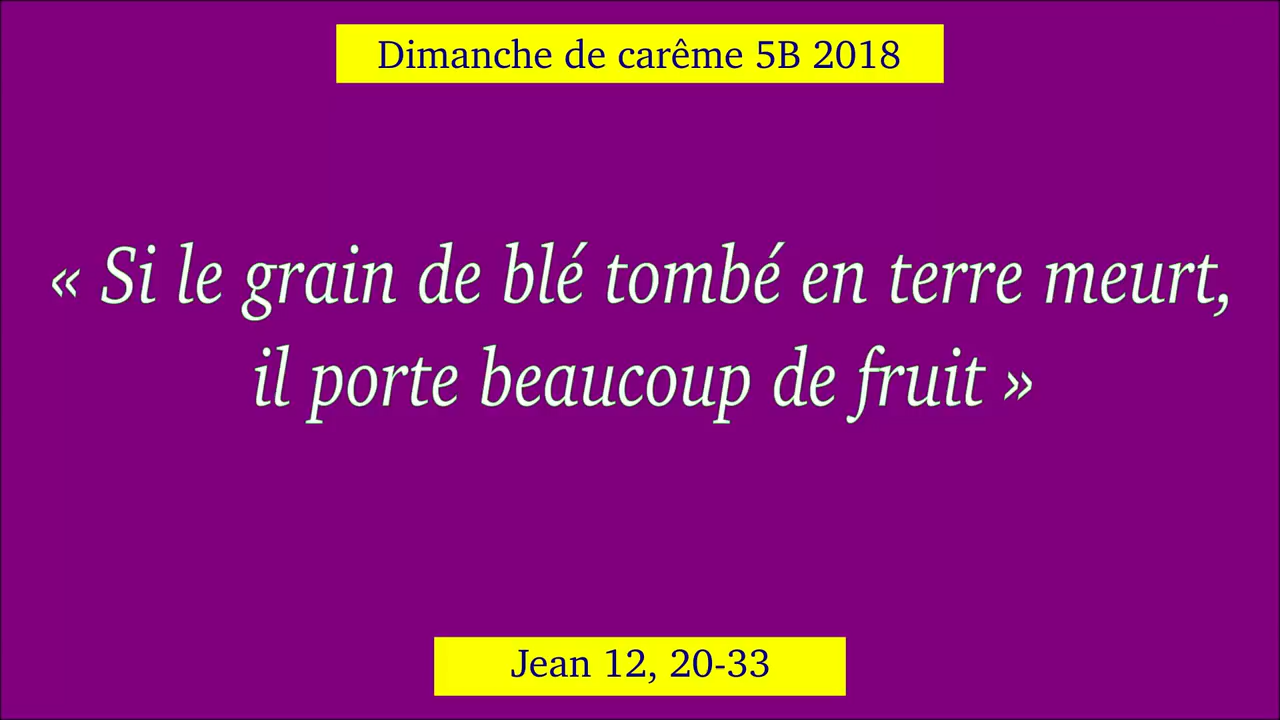 Dimanche de carême 5B 2018
« Si le grain de blé tombé en terre meurt,
il porte beaucoup de fruit »
Jean 12, 20-33